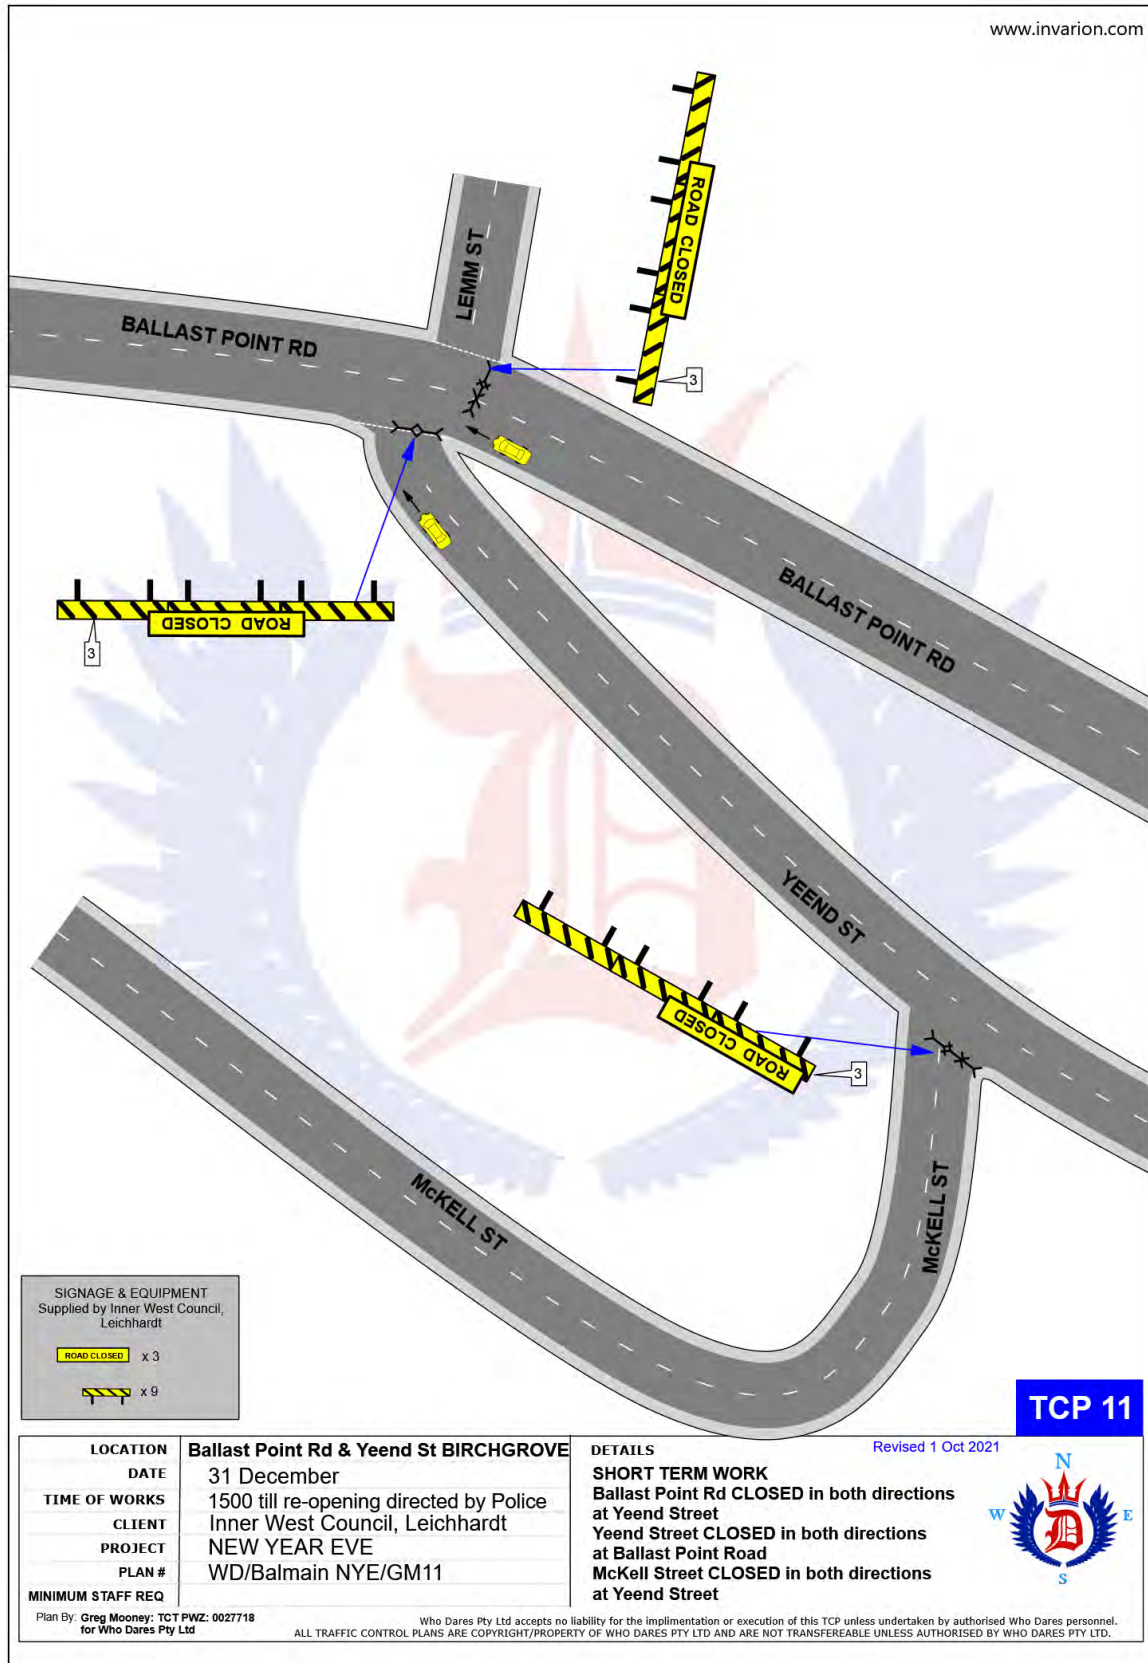 www.invarion.com
ROAD CLOSED
LEMM ST
BALLAST POINT RD
3
BALLAST POINT RD
ROAD CLOSED
3
YEEND ST
ROAD CLOSED
3
McKELL ST
McKELL ST
SIGNAGE & EQUIPMENT
Supplied by Inner West Council,
Leichhardt
ROAD CLOSED x 3
x 9
TCP 11
LOCATION Ballast Point Rd & Yeend St BIRCHGROVE
DATE 31 December
TIME OF WORKS 1500 till re-opening directed by Police
CLIENT Inner West Council, Leichhardt
PROJECT NEW YEAR EVE
PLAN # WD/Balmain NYE/GM11
MINIMUM STAFF REQ
DETAILS
Revised 1 Oct 2021
SHORT TERM WORK
Ballast Point Rd CLOSED in both directions
at Yeend Street
Yeend Street CLOSED in both directions
at Ballast Point Road
McKell Street CLOSED in both directions
at Yeend Street
N
W
E
S
D
Plan By: Greg Mooney: TCT PWZ: 0027718
for Who Dares Pty Ltd
Who Dares Pty Ltd accepts no liability for the implimentation or execution of this TCP unless undertaken by authorised Who Dares personnel.
ALL TRAFFIC CONTROL PLANS ARE COPYRIGHT/PROPERTY OF WHO DARES PTY LTD AND ARE NOT TRANSFEREABLE UNLESS AUTHORISED BY WHO DARES PTY LTD.